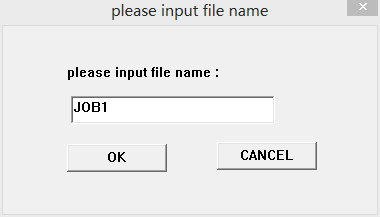 please input file name
please input file name :
JOB1
OK
CANCEL